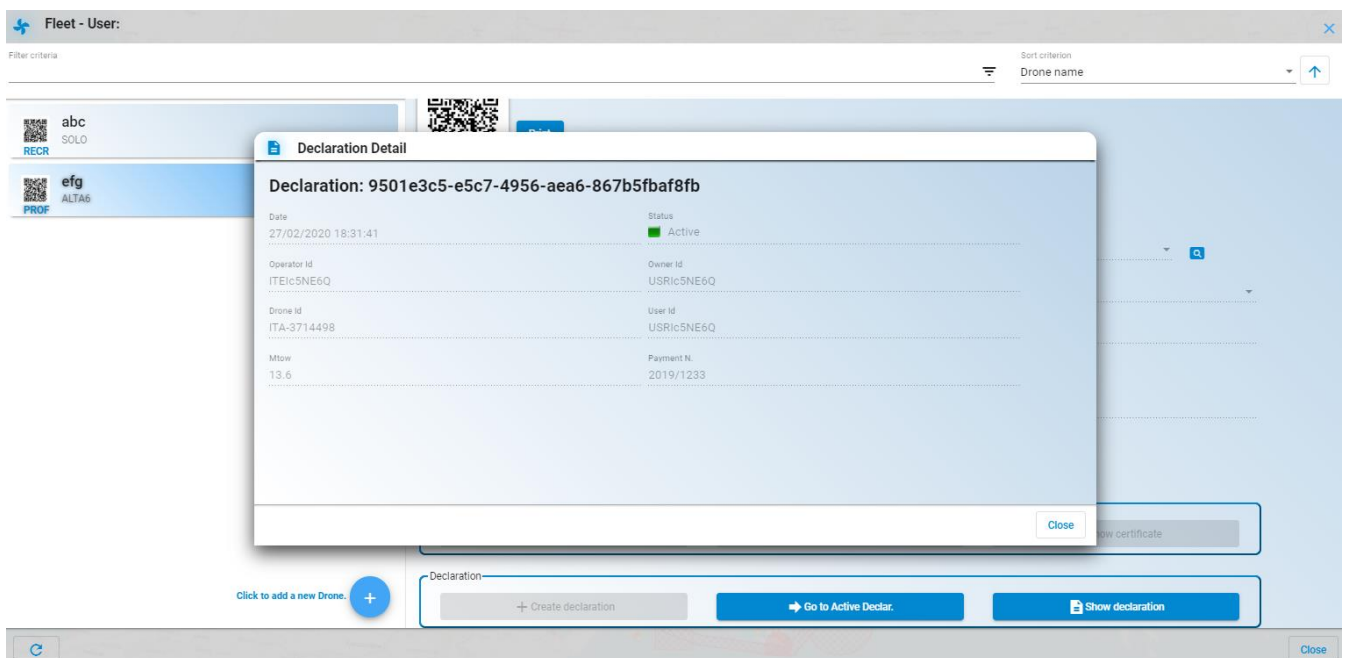 Fleet - User:
Filter criteria
Sort criterion
Drone name
abc
SOLO
RECR
efg
ALTA6
PROF
Print
Declaration Detail
Declaration: 9501e3c5-e5c7-4956-aea6-867b5fbaf8fb
Date
27/02/2020 18:31:41
Status
Active
Operator Id
ITEIc5NE6Q
Owner Id
USRIc5NE6Q
Drone Id
ITA-3714498
User Id
USRIc5NE6Q
Mtow
13.6
Payment N.
2019/1233
Close
certificate
Declaration
Click to add a new Drone.
+ Create declaration
Go to Active Declar.
Show declaration
Close